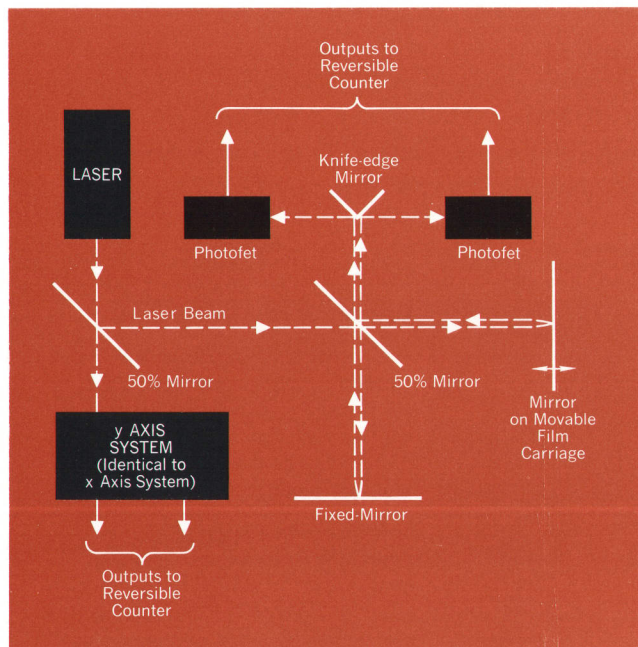 Outputs to
Reversible
Counter
LASER
Knife-edge
Mirror
Photofet
Photofet
Laser Beam
50% Mirror
50% Mirror
Mirror
on Movable
Film
Carriage
y AXIS
SYSTEM
(Identical to
x Axis System)
Fixed-Mirror
Outputs to
Reversible
Counter